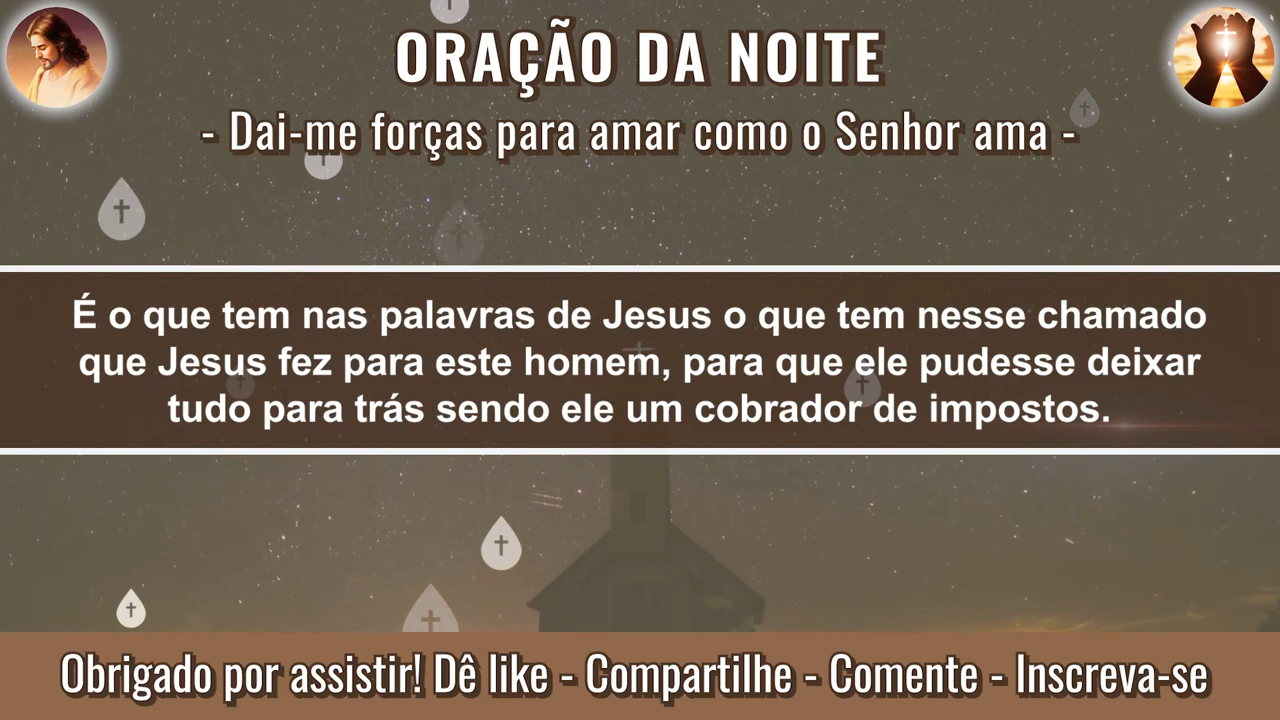 ORAÇÃO DA NOITE
- Dai-me forças para amar como o Senhor ama -
É o que tem nas palavras de Jesus o que tem nesse chamado
que Jesus fez para este homem, para que ele pudesse deixar
tudo para trás sendo ele um cobrador de impostos.
Obrigado por assistir! Dê like - Compartilhe - Comente - Inscreva-se